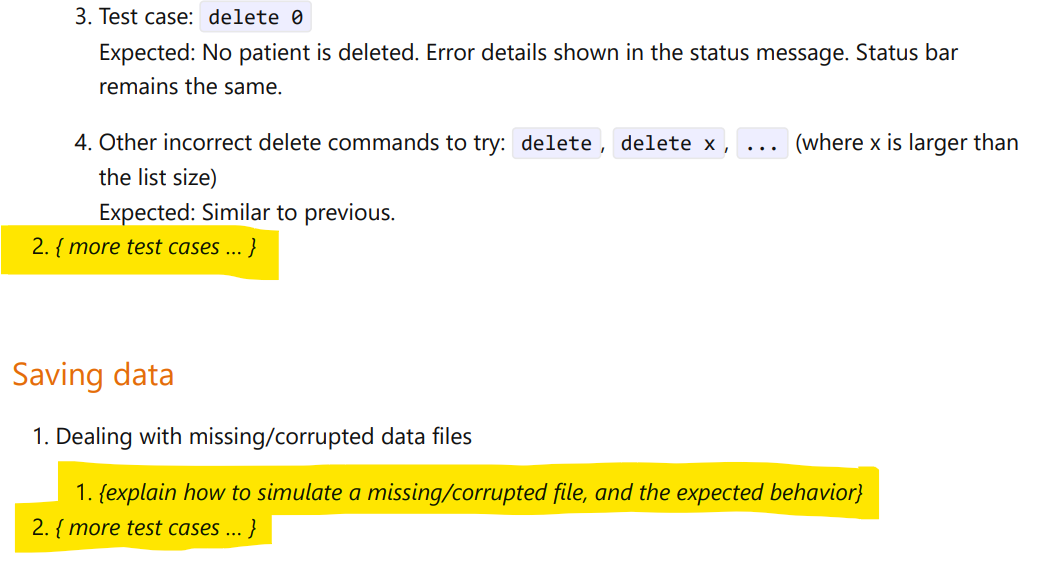 3. Test case: delete 0
Expected: No patient is deleted. Error details shown in the status message. Status bar
remains the same.
4. Other incorrect delete commands to try: delete, delete x, ... (where x is larger than
the list size)
Expected: Similar to previous.
2. { more test cases ... }
Saving data
1. Dealing with missing/corrupted data files
1. {explain how to simulate a missing/corrupted file, and the expected behavior}
2. { more test cases ... }